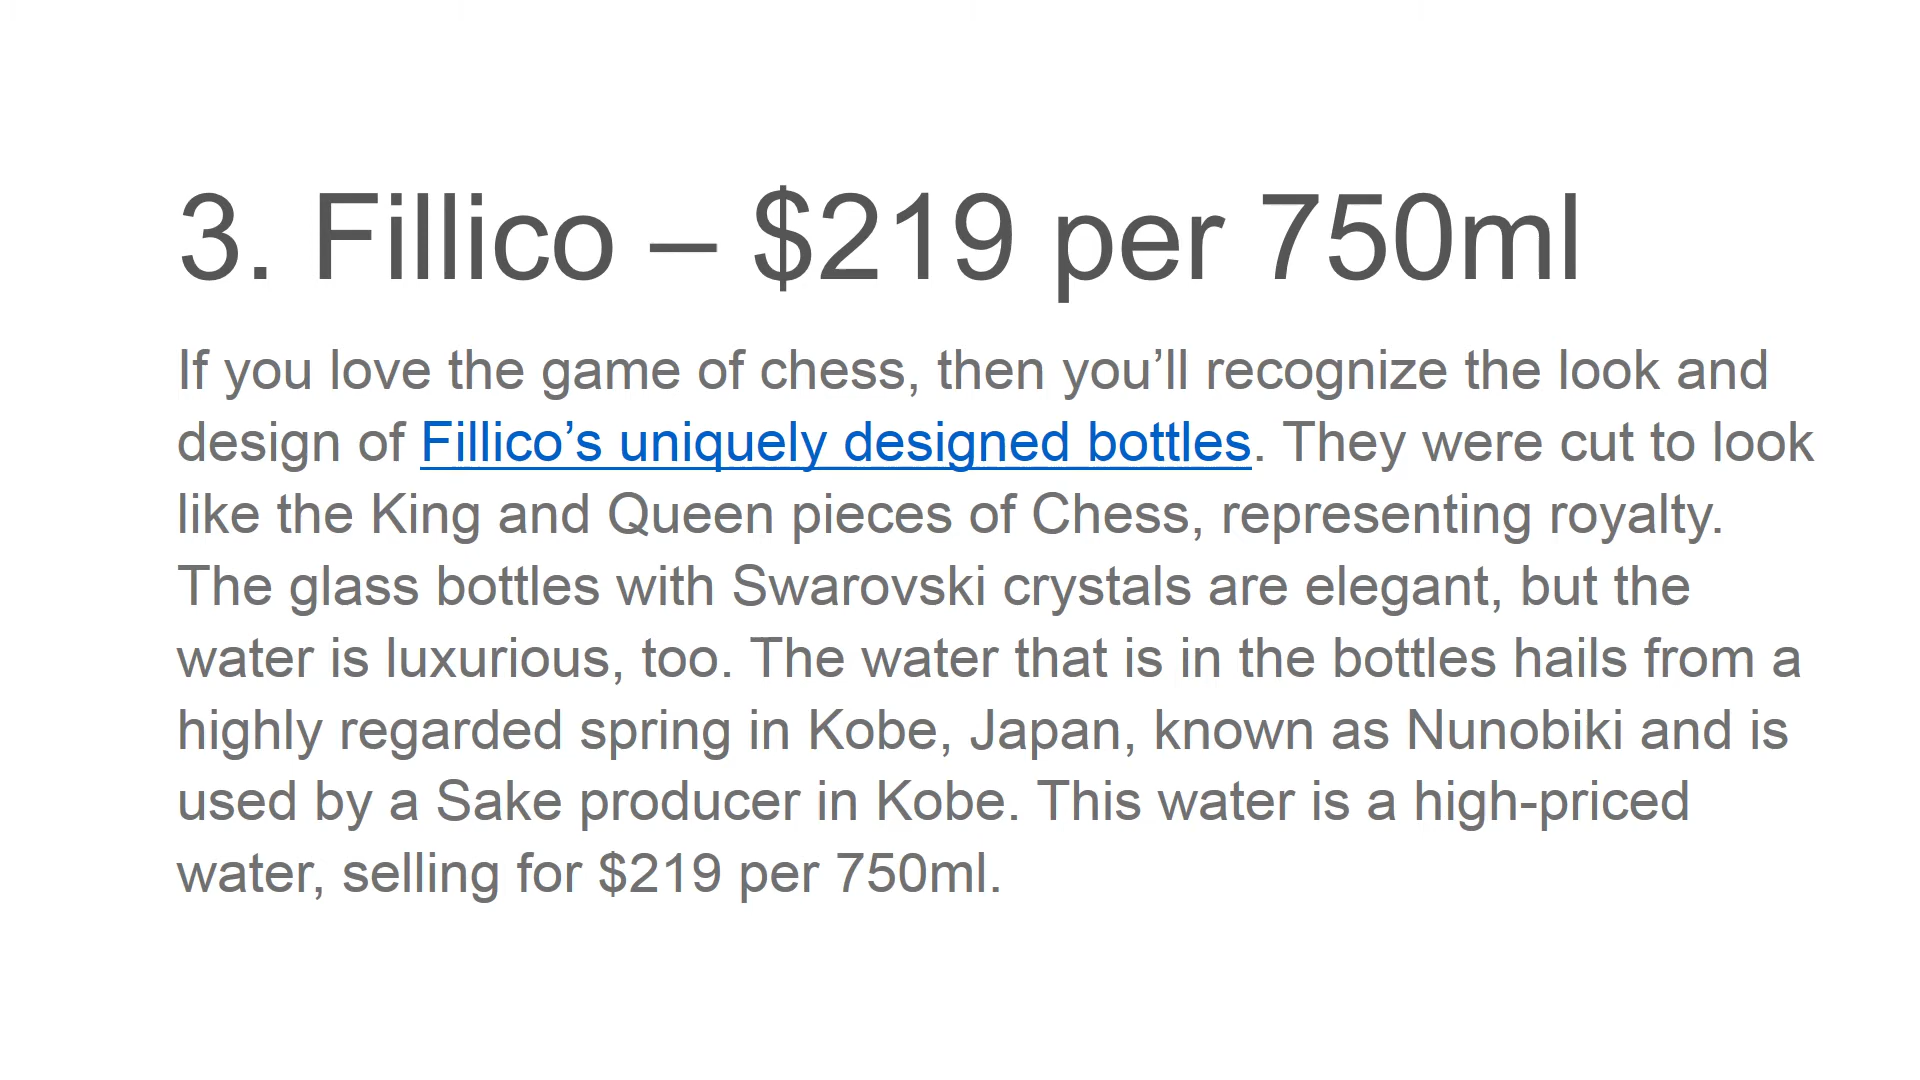 3. Fillico – $219 per 750ml
If you love the game of chess, then you’ll recognize the look and
design of Fillico’s uniquely designed bottles. They were cut to look
like the King and Queen pieces of Chess, representing royalty.
The glass bottles with Swarovski crystals are elegant, but the
water is luxurious, too. The water that is in the bottles hails from a
highly regarded spring in Kobe, Japan, known as Nunobiki and is
used by a Sake producer in Kobe. This water is a high-priced
water, selling for $219 per 750ml.